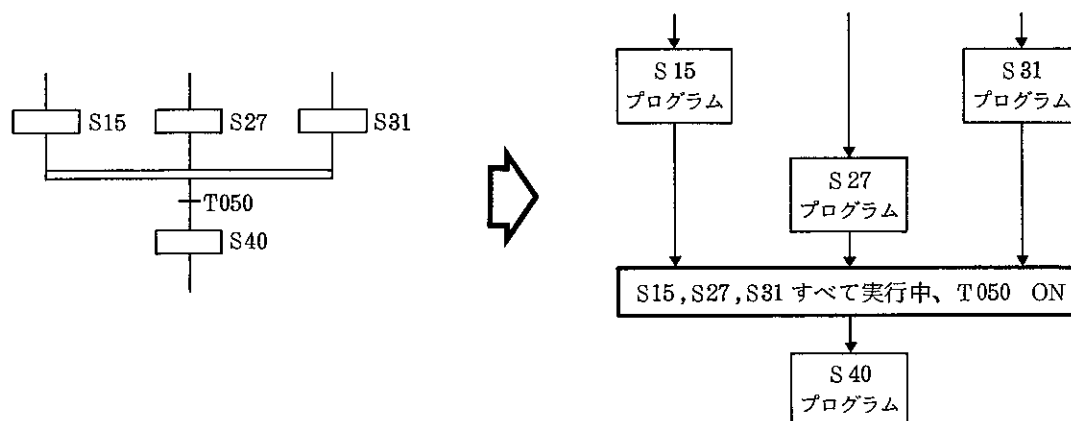 S15
S27
S31
T050
S40
S 15
プログラム
S 31
プログラム
S 27
プログラム
S15,S27,S31 すべて実行中、T050 ON
S 40
プログラム